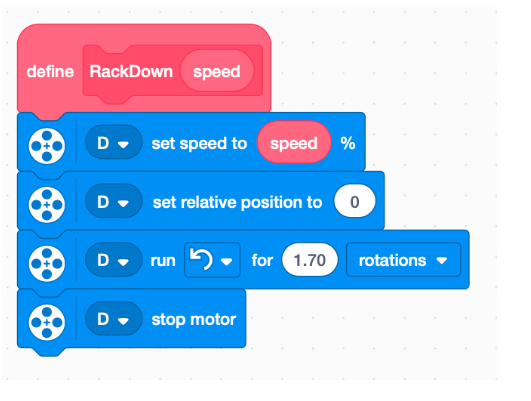 define RackDown speed
D set speed to speed %
D set relative position to 0
D run for 1.70 rotations
D stop motor